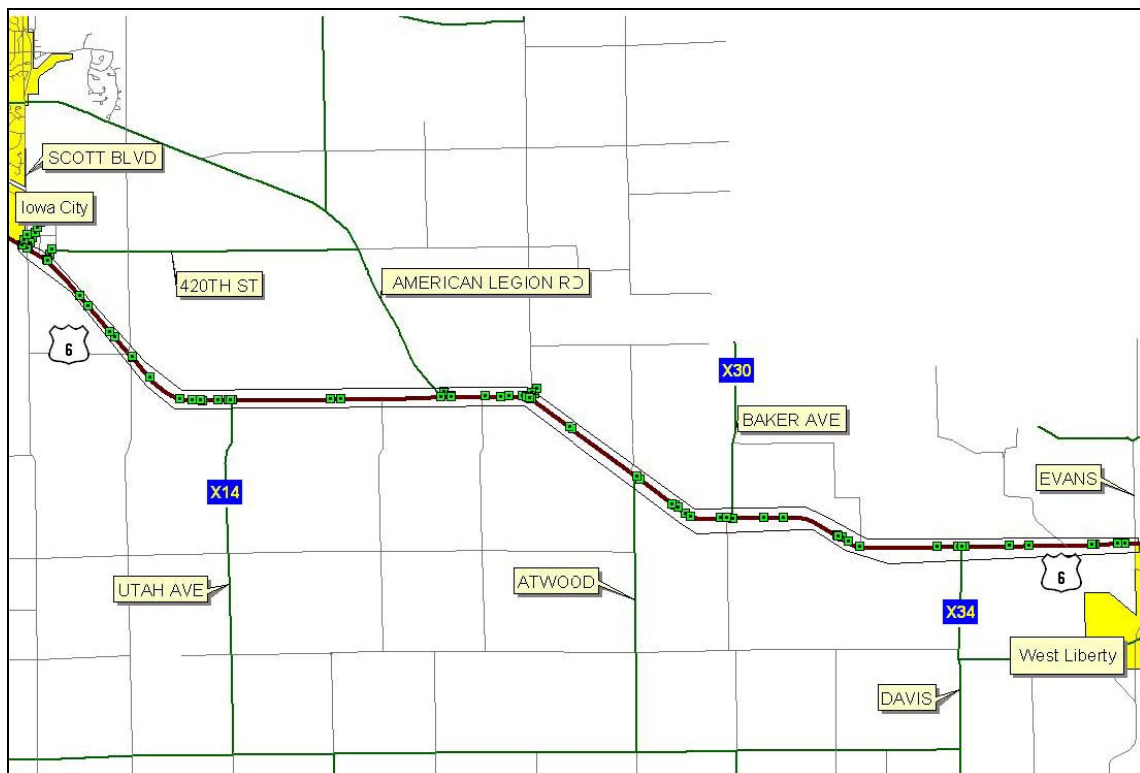 SCOTT BLVD
Iowa City
420TH ST
AMERICAN LEGION RD
6
X30
BAKER AVE
EVANS
X14
UTAH AVE
ATWOOD
6
X34
West Liberty
DAVIS